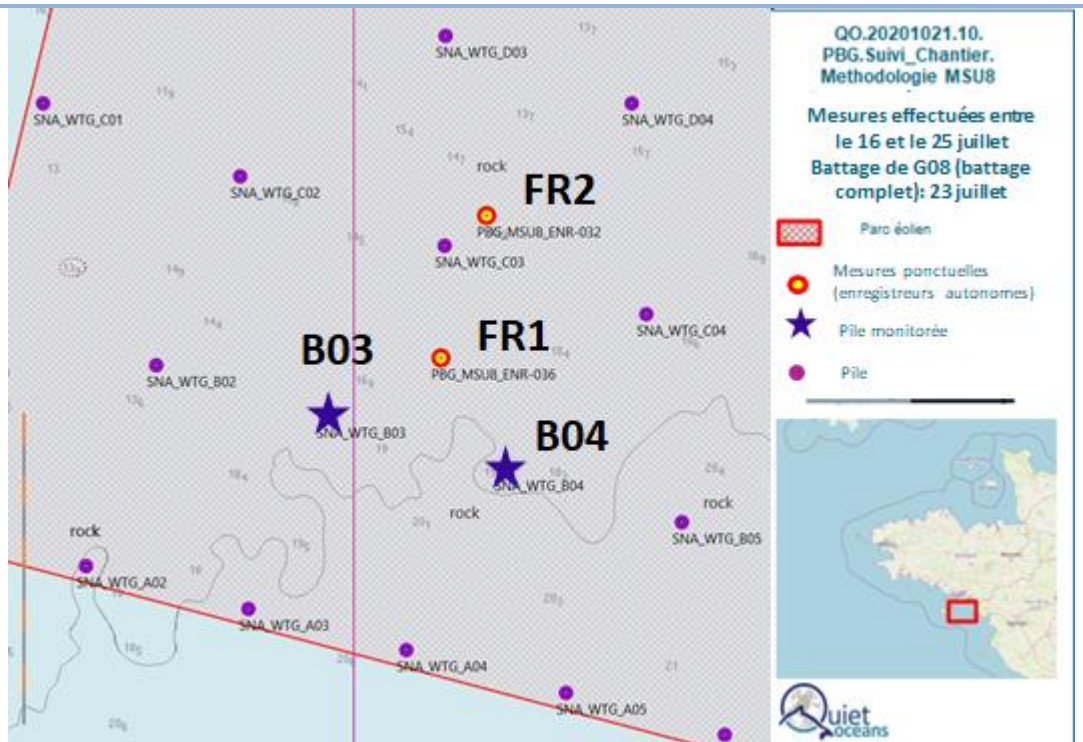 SNA_WTG_D03
SNA_WTG_C01
SNA_WTG_D04
rock
FR2
SNA_WTG_C02
PBG_MSU8_ENR-032
SNA_WTG_C03
SNA_WTG_C04
B03
FR1
SNA_WTG_B02
PBG_MSU8_ENR-036
SNA_WTG_B03
B04
SNA_WTG_B04
rock
rock
SNA_WTG_B05
rock
SNA_WTG_A02
SNA_WTG_A03
SNA_WTG_A04
SNA_WTG_A05
QO.20201021.10.
PBG.Suivi_Chantier.
Methodologie MSU8
Mesures effectuées entre
le 16 et le 25 juillet
Battage de G08 (battage
complet): 23 juillet
Parc éolien
Mesures ponctuelles
(enregistreurs autonomes)
Pile monitorée
Pile
Quiet
oceans